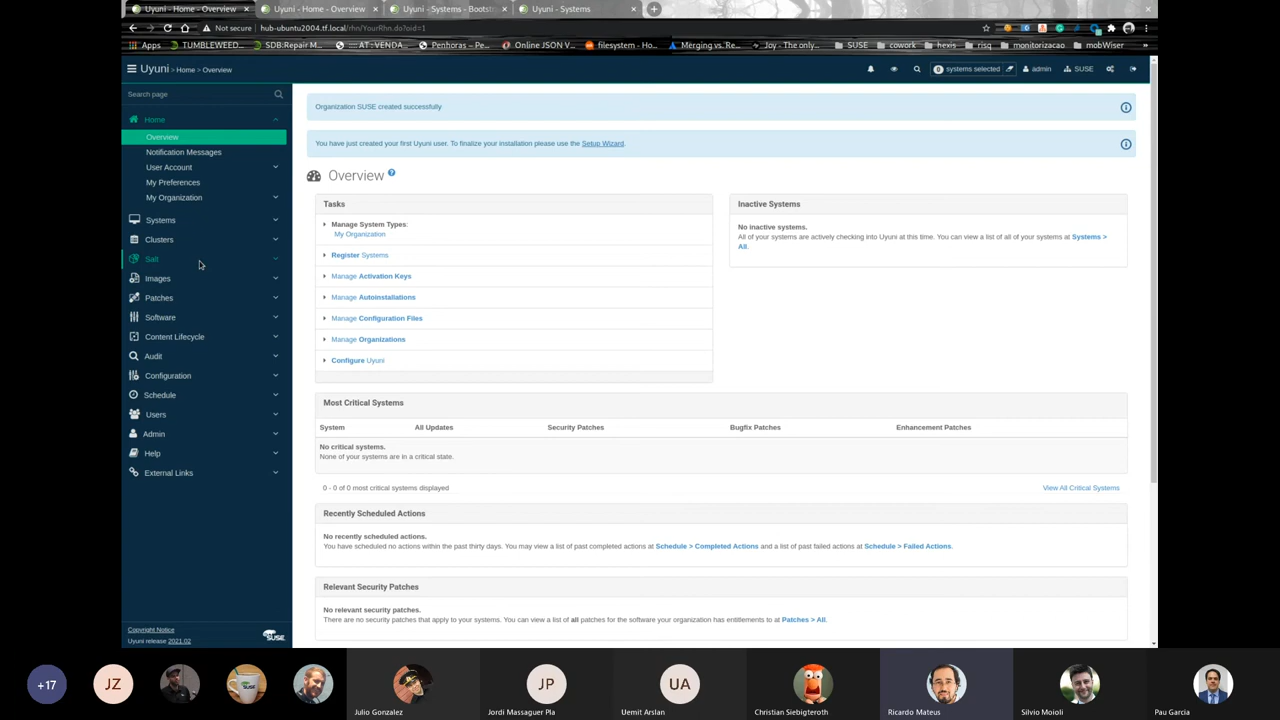 Uyuni - Home - Overview
Uyuni - Home - Overview
Uyuni - Systems - Bootst
Uyuni - Systems
Not secure
hub-ubuntu2004.tf.local/rhn/YourRhn.do?oid=1
Apps
TUMBLEWEED...
SDB:Repair M...
::::: AT : VENDA...
Penhoras – Pe...
Online JSON V...
filesystem - Ho...
Merging vs. Re...
Joy - The only...
SUSE
cowork
hexis
risq
monitorizacao
mobWiser
»
Uyuni > Home > Overview
0 systems selected
admin
SUSE
Search page
Home
Overview
Notification Messages
User Account
My Preferences
My Organization
Systems
Clusters
Salt
Images
Patches
Software
Content Lifecycle
Audit
Configuration
Schedule
Users
Admin
Help
External Links
Copyright Notice
Uyuni release 2021.02
SUSE
Organization SUSE created successfully
You have just created your first Uyuni user. To finalize your installation please use the Setup Wizard.
Overview
Tasks
Manage System Types:
My Organization
Register Systems
Manage Activation Keys
Manage Autoinstallations
Manage Configuration Files
Manage Organizations
Configure Uyuni
Inactive Systems
No inactive systems.
All of your systems are actively checking into Uyuni at this time. You can view a list of all of your systems at Systems >
All.
Most Critical Systems
System All Updates Security Patches Bugfix Patches Enhancement Patches
No critical systems.
None of your systems are in a critical state.
0 - 0 of 0 most critical systems displayed
View All Critical Systems
Recently Scheduled Actions
No recently scheduled actions.
You have scheduled no actions within the past thirty days. You may view a list of past completed actions at Schedule > Completed Actions and a list of past failed actions at Schedule > Failed Actions.
Relevant Security Patches
No relevant security patches.
There are no security patches that apply to your systems. You can view a list of all patches for the software your organization has entitlements to at Patches > All.
+17
JZ
JP
UA
Julio Gonzalez
Jordi Massaguer Pla
Uemit Arslan
Christian Siebigteroth
Ricardo Mateus
Silvio Moioli
Pau Garcia